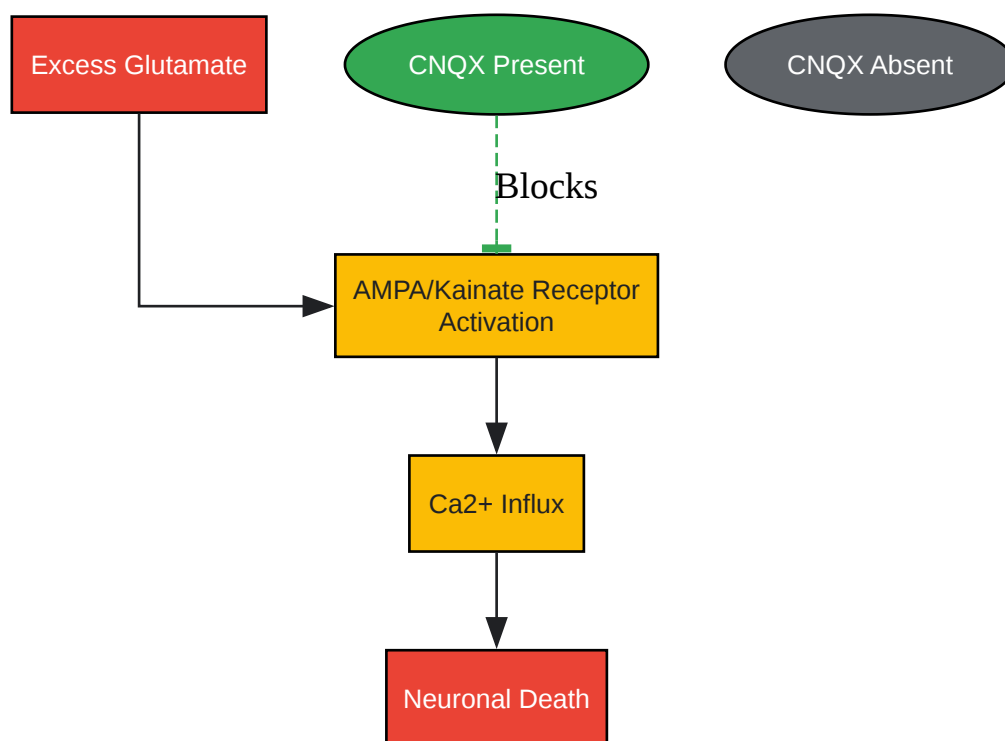 Excess Glutamate
CNQX Present
CNQX Absent
Blocks
AMPA/Kainate Receptor
Activation
Ca2+ Influx
Neuronal Death